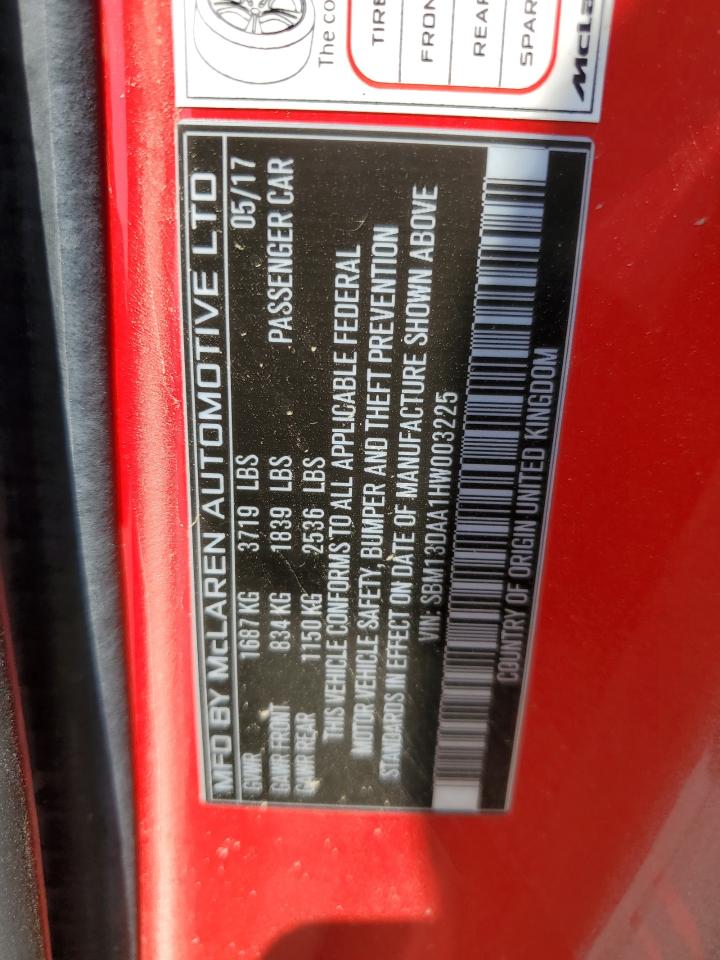 The co
TIRE
FRON
REAR
SPAR
McLa
MFD BY McLAREN AUTOMOTIVE LTD
05/17
GVWR 1687 KG 3719 LBS
GAWR FRONT 834 KG 1839 LBS PASSENGER CAR
GAWR REAR 1150 KG 2536 LBS
THIS VEHICLE CONFORMS TO ALL APPLICABLE FEDERAL
MOTOR VEHICLE SAFETY, BUMPER AND THEFT PREVENTION
STANDARDS IN EFFECT ON DATE OF MANUFACTURE SHOWN ABOVE
VIN: SBM13DAA1HW003225
COUNTRY OF ORIGIN UNITED KINGDOM